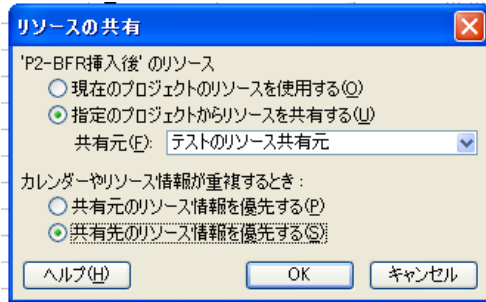 リソースの共有
'P2-BFR挿入後' のリソース
現在のプロジェクトのリソースを使用する(O)
指定のプロジェクトからリソースを共有する(U)
共有元(F): テストのリソース共有元
カレンダーやリソース情報が重複するとき :
共有元のリソース情報を優先する(P)
共有先のリソース情報を優先する(S)
ヘルプ(H) OK キャンセル